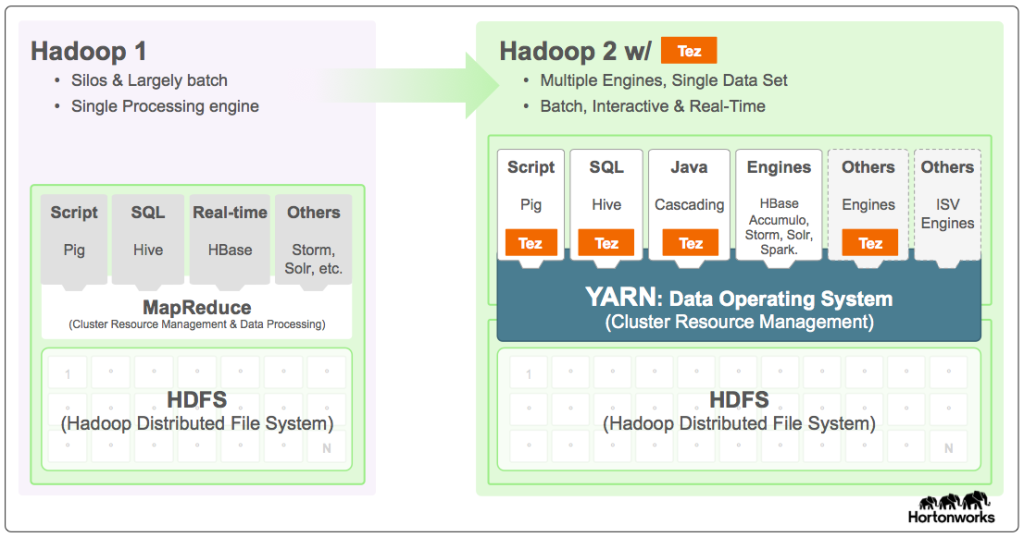 Hadoop 1
• Silos & Largely batch
• Single Processing engine
Script
Pig
SQL
Hive
Real-time
HBase
Others
Storm,
Solr, etc.
MapReduce
(Cluster Resource Management & Data Processing)
1
HDFS
(Hadoop Distributed File System)
N
Hadoop 2 w/ Tez
• Multiple Engines, Single Data Set
• Batch, Interactive & Real-Time
Script
Pig
Tez
SQL
Hive
Tez
Java
Cascading
Tez
Engines
HBase
Accumulo,
Storm, Solr,
Spark.
Others
Engines
Tez
Others
ISV
Engines
YARN: Data Operating System
(Cluster Resource Management)
1
HDFS
(Hadoop Distributed File System)
N
Hortonworks